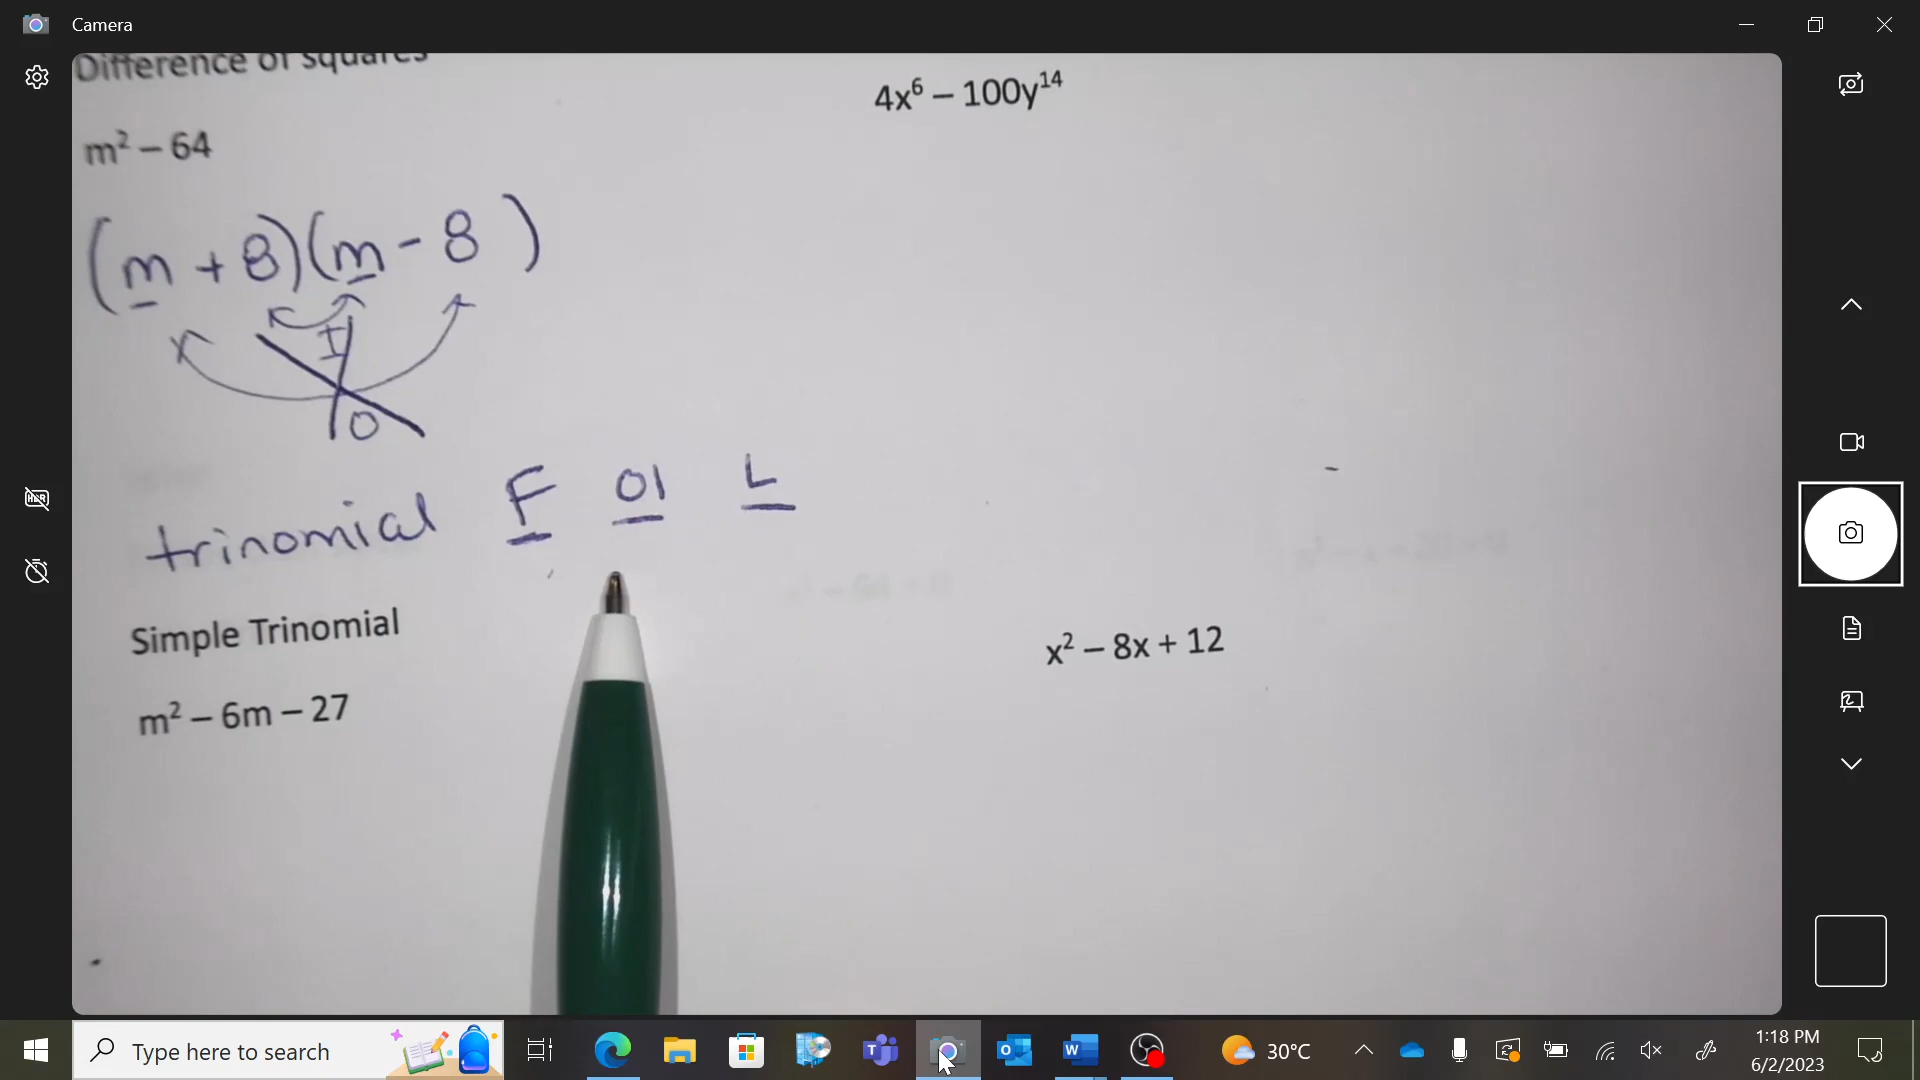 Camera
Difference of squares
4x⁶ – 100y¹⁴
m² – 64
(m + 8)(m - 8)
I
O
trinomial F OI L
Simple Trinomial
x² – 8x + 12
m² – 6m – 27
Type here to search
30°C
1:18 PM
6/2/2023